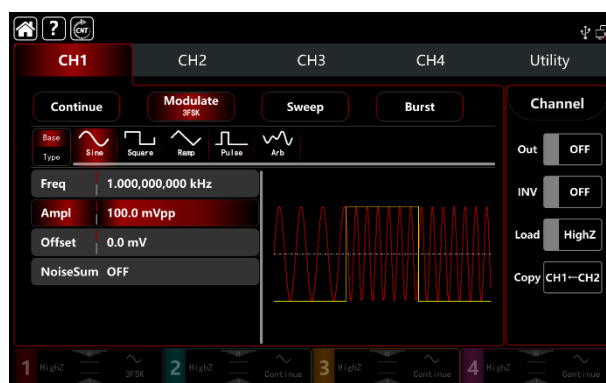 ? CNT
CH1 CH2 CH3 CH4 Utility
Continue Modulate Sweep Burst Channel
3FSK
Base
Type Sine Square Ramp Pulse Arb
Out OFF
Freq 1.000,000,000 kHz
INV OFF
Ampl 100.0 mVpp
Load HighZ
Offset 0.0 mV
NoiseSum OFF
Copy CH1←CH2
1 HighZ 3FSK 2 HighZ Continue 3 HighZ Continue 4 HighZ Continue